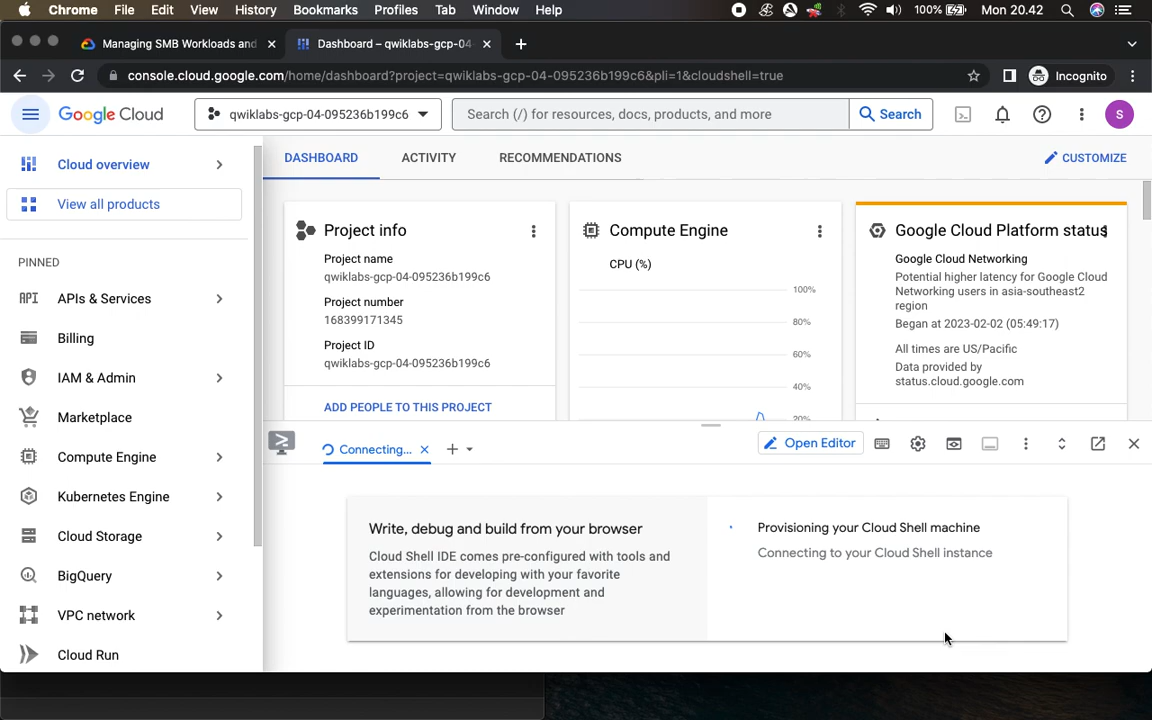 Chrome File Edit View History Bookmarks Profiles Tab Window Help 100% Mon 20.42
Managing SMB Workloads and Dashboard – qwiklabs-gcp-04
console.cloud.google.com/home/dashboard?project=qwiklabs-gcp-04-095236b199c6&pli=1&cloudshell=true Incognito
Google Cloud qwiklabs-gcp-04-095236b199c6 Search (/) for resources, docs, products, and more Search S
Cloud overview
View all products
PINNED
API APIs & Services
Billing
IAM & Admin
Marketplace
Compute Engine
Kubernetes Engine
Cloud Storage
BigQuery
VPC network
Cloud Run
DASHBOARD ACTIVITY RECOMMENDATIONS CUSTOMIZE
Project info
Project name
qwiklabs-gcp-04-095236b199c6
Project number
168399171345
Project ID
qwiklabs-gcp-04-095236b199c6
ADD PEOPLE TO THIS PROJECT
Compute Engine
CPU (%)
100%
80%
60%
40%
20%
Google Cloud Platform status
Google Cloud Networking
Potential higher latency for Google Cloud
Networking users in asia-southeast2
region
Began at 2023-02-02 (05:49:17)
All times are US/Pacific
Data provided by
status.cloud.google.com
Connecting... Open Editor
Write, debug and build from your browser
Cloud Shell IDE comes pre-configured with tools and
extensions for developing with your favorite
languages, allowing for development and
experimentation from the browser
Provisioning your Cloud Shell machine
Connecting to your Cloud Shell instance